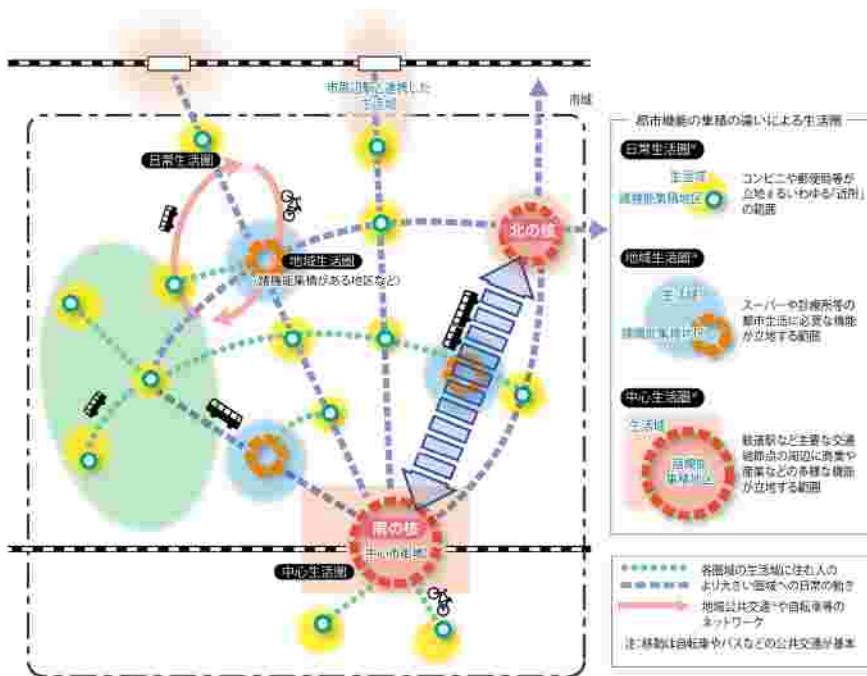 市周辺駅と連携した
生活域
市域
日常生活圏
地域生活圏
(諸機能集積がある地区など)
北の核
南の核
中心市街地
中心生活圏
都市機能の集積の違いによる生活圏
日常生活圏*
生活域
諸機能集積地区
コンビニや郵便局等が
立地するいわゆる「近所」
の範囲
地域生活圏*
生活域
諸機能集積地区
スーパーや診療所等の
都市生活に必要な機能
が立地する範囲
中心生活圏*
生活域
諸機能
集積地区
鉄道駅など主要な交通
結節点の周辺に商業や
産業などの多様な機能
が立地する範囲
各圏域の生活域に住む人の
より大きい圏域への日常の動き
地域公共交通*や自転車等の
ネットワーク
注:移動は自転車やバスなどの公共交通が基本